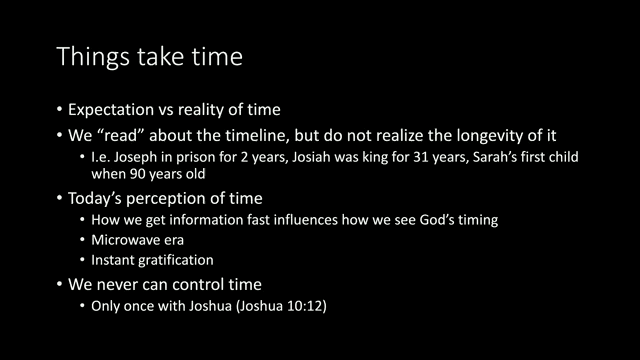 Things take time
• Expectation vs reality of time
• We “read” about the timeline, but do not realize the longevity of it
• I.e. Joseph in prison for 2 years, Josiah was king for 31 years, Sarah’s first child
when 90 years old
• Today’s perception of time
• How we get information fast influences how we see God’s timing
• Microwave era
• Instant gratification
• We never can control time
• Only once with Joshua (Joshua 10:12)